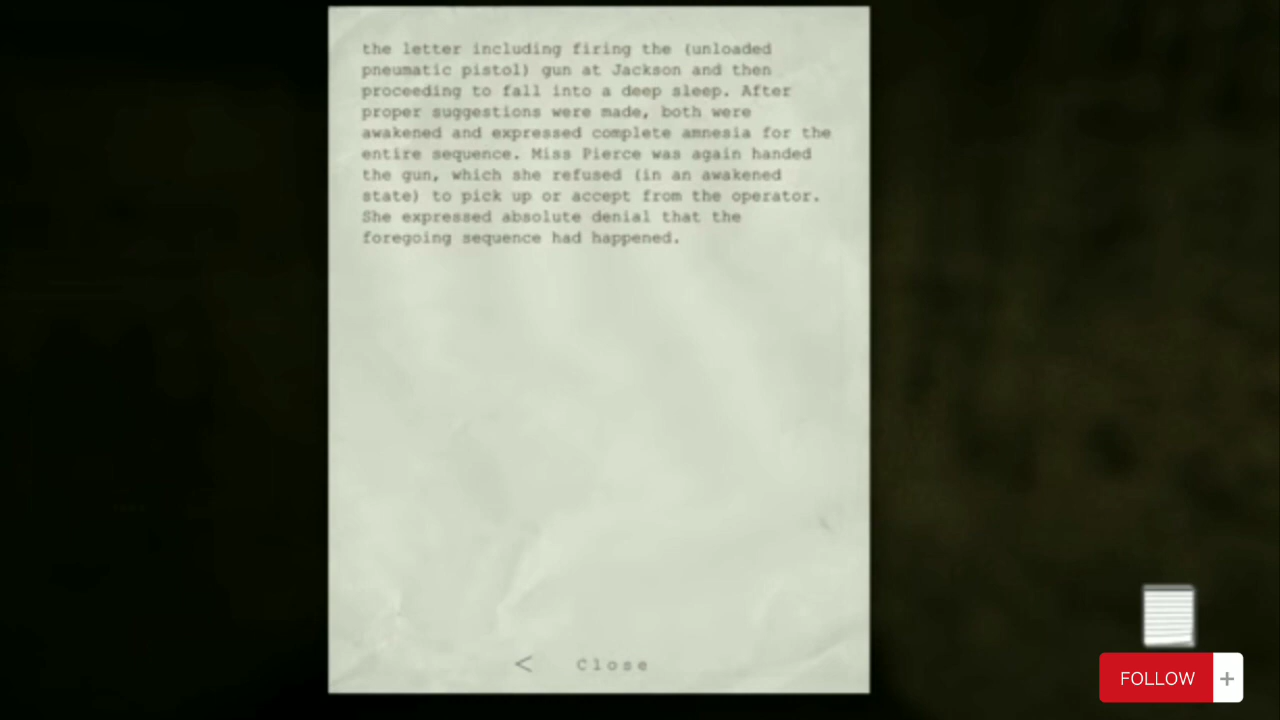 the letter including firing the (unloaded
pneumatic pistol) gun at Jackson and then
proceeding to fall into a deep sleep. After
proper suggestions were made, both were
awakened and expressed complete amnesia for the
entire sequence. Miss Pierce was again handed
the gun, which she refused (in an awakened
state) to pick up or accept from the operator.
She expressed absolute denial that the
foregoing sequence had happened.
< Close
FOLLOW +